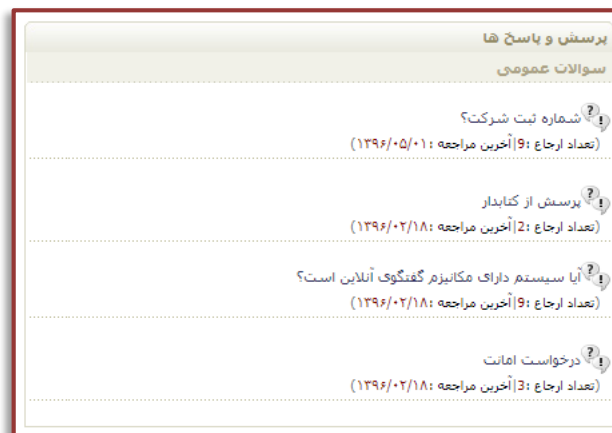 پرسش و پاسخ ها
سوالات عمومی
شماره ثبت شرکت؟
(تعداد ارجاع :9|آخرین مراجعه :۱۳۹۶/۰۵/۰۱)
پرسش از کتابدار
(تعداد ارجاع :2|آخرین مراجعه :۱۳۹۶/۰۲/۱۸)
آیا سیستم دارای مکانیزم گفتگوی آنلاین است؟
(تعداد ارجاع :9|آخرین مراجعه :۱۳۹۶/۰۲/۱۸)
درخواست امانت
(تعداد ارجاع :3|آخرین مراجعه :۱۳۹۶/۰۲/۱۸)